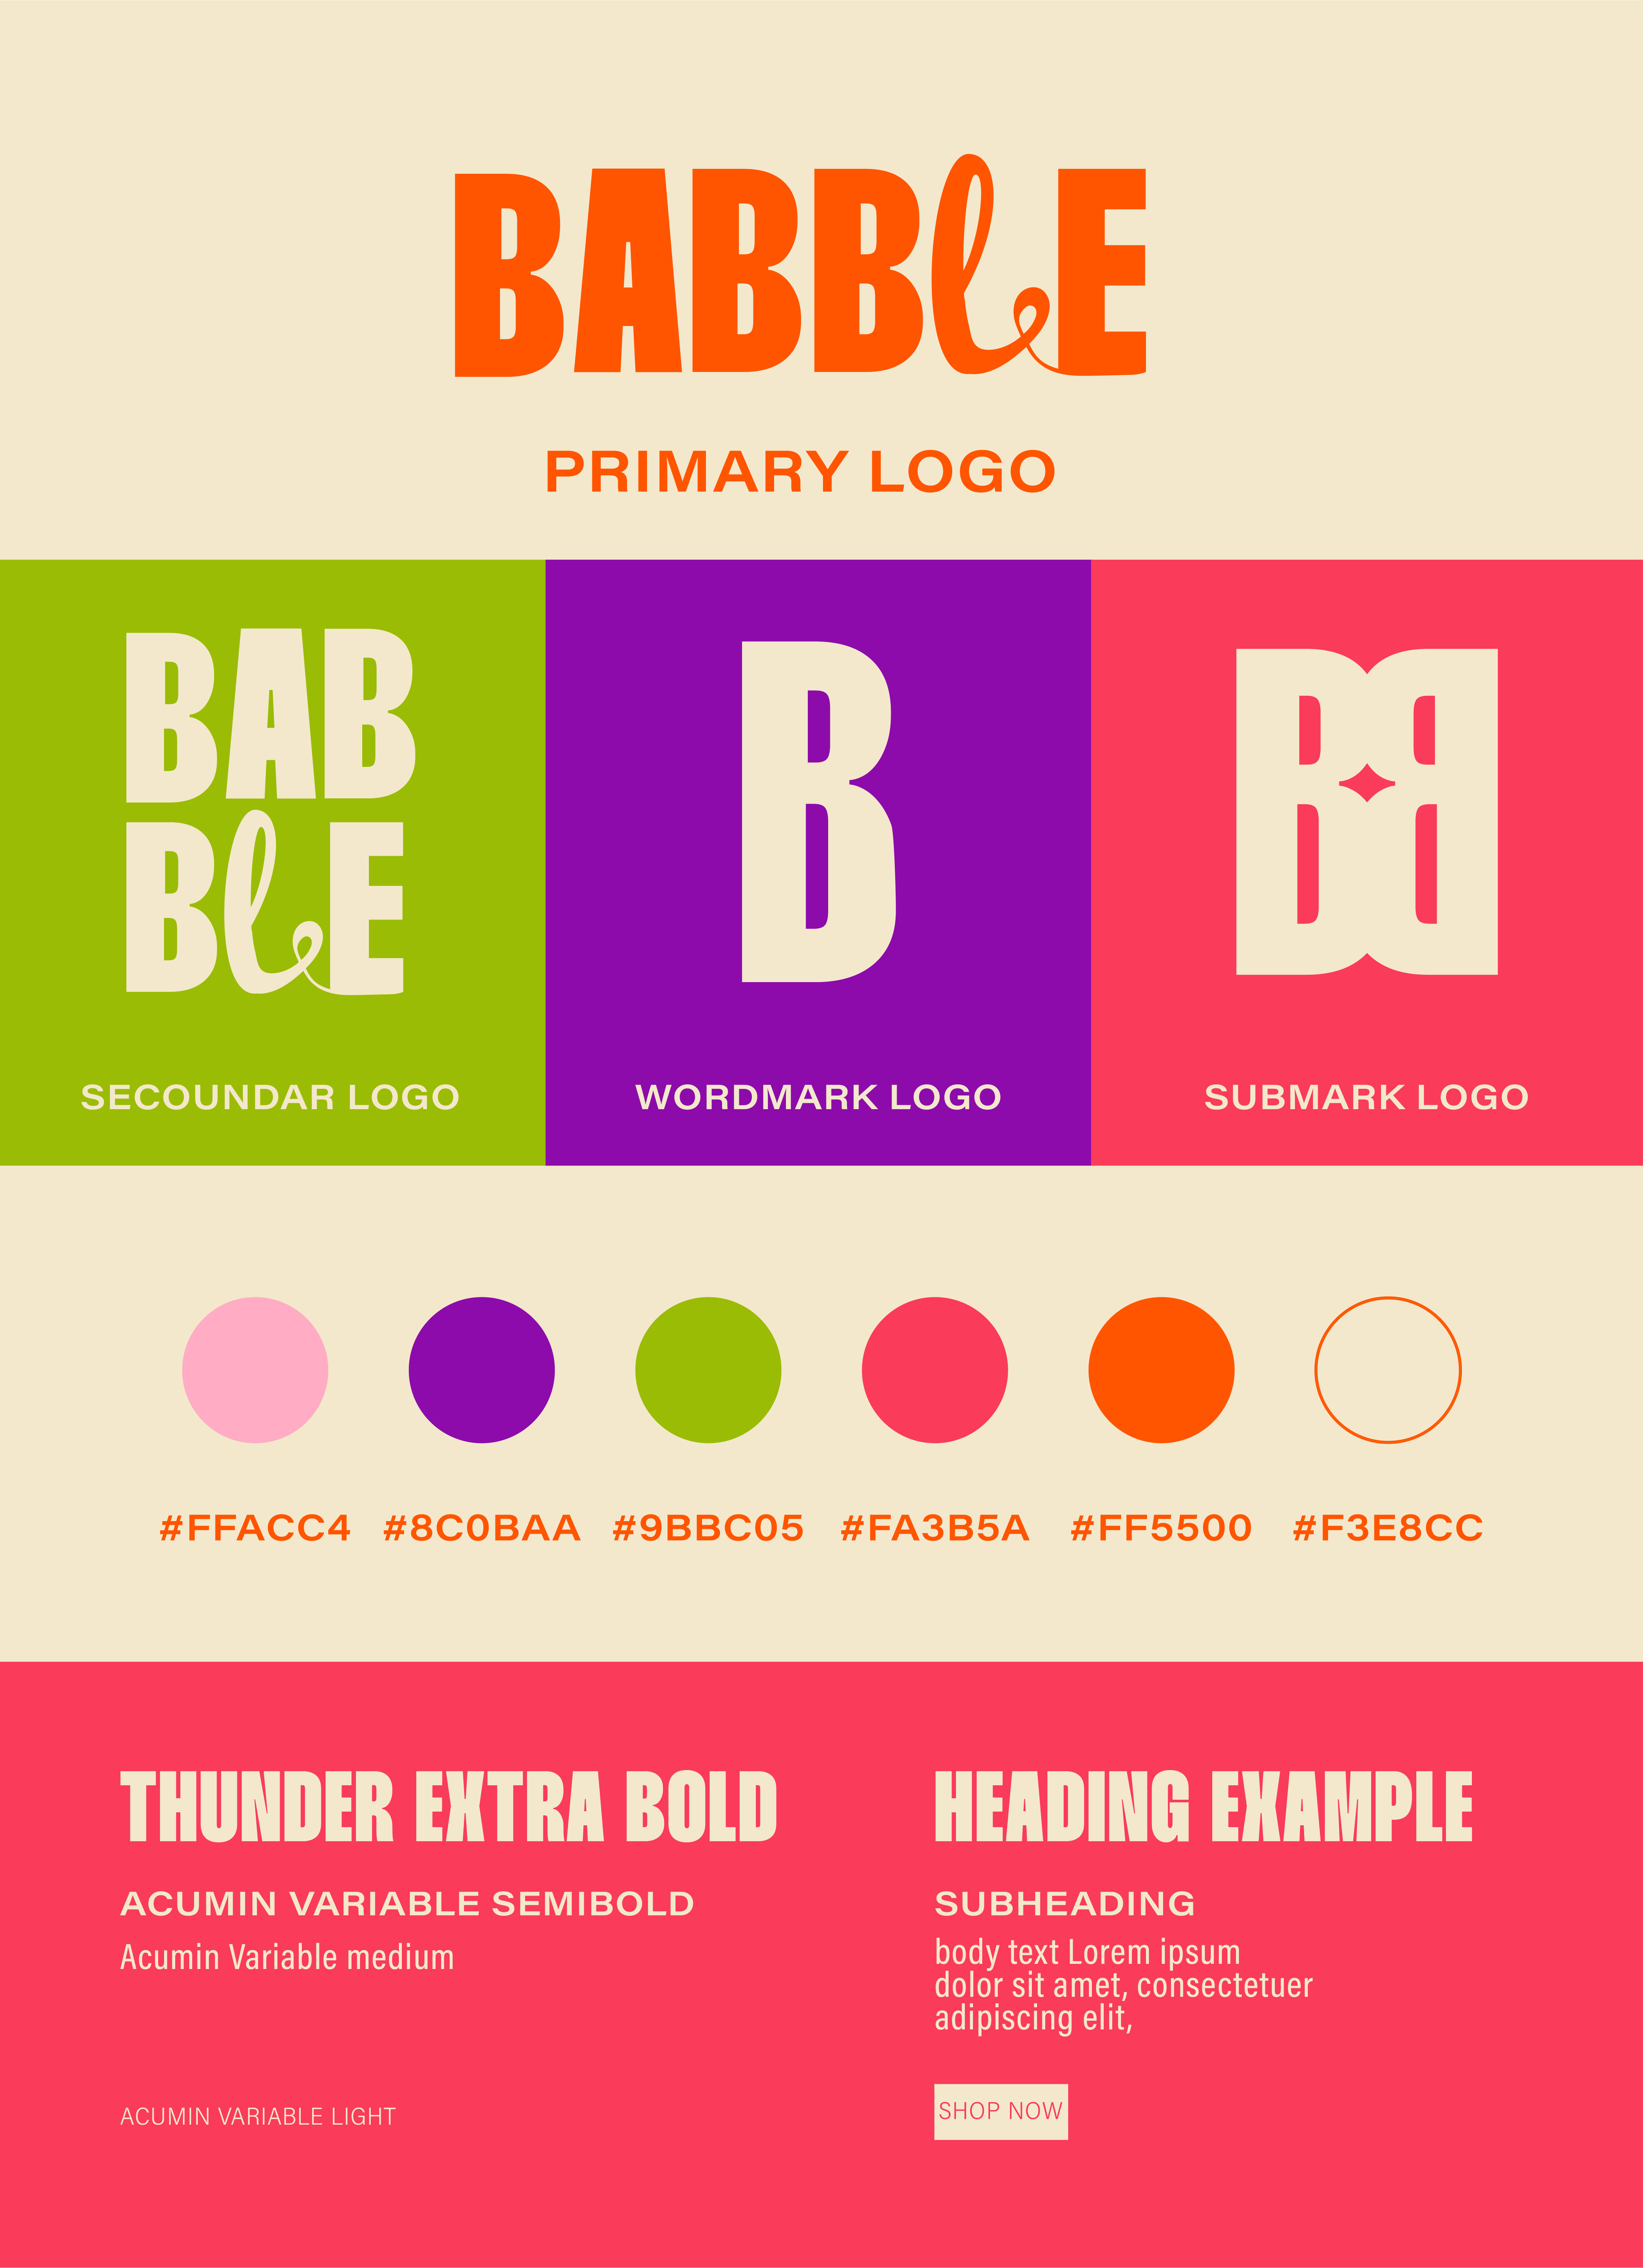 BABBlE
PRIMARY LOGO
BAB
BlE
SECOUNDAR LOGO
B
WORDMARK LOGO
BB
SUBMARK LOGO
#FFACC4 #8C0BAA #9BBC05 #FA3B5A #FF5500 #F3E8CC
THUNDER EXTRA BOLD
ACUMIN VARIABLE SEMIBOLD
Acumin Variable medium
ACUMIN VARIABLE LIGHT
HEADING EXAMPLE
SUBHEADING
body text Lorem ipsum
dolor sit amet, consectetuer
adipiscing elit,
SHOP NOW